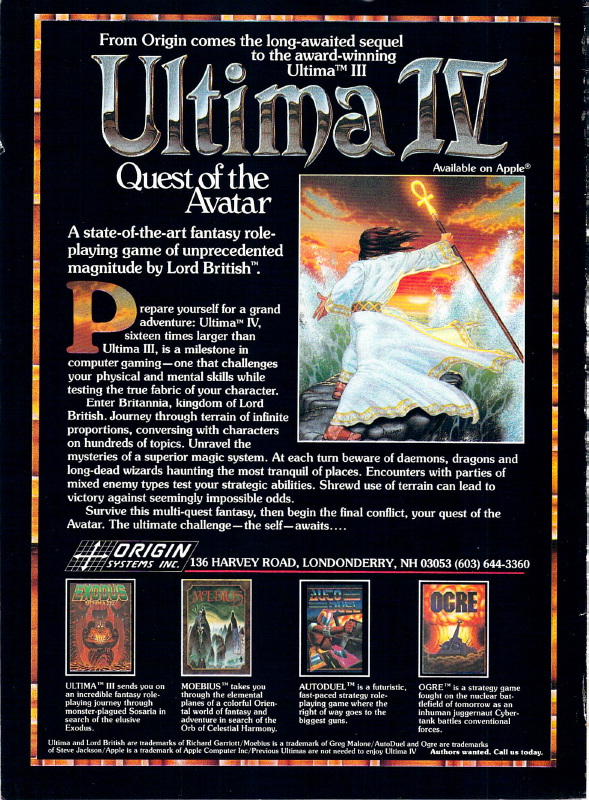 From Origin comes the long-awaited sequel
to the award-winning
Ultima™ III
Ultima IV
Available on Apple®
Quest of the
Avatar
A state-of-the-art fantasy role-
playing game of unprecedented
magnitude by Lord British™.
Prepare yourself for a grand
adventure: Ultima™ IV,
sixteen times larger than
Ultima III, is a milestone in
computer gaming—one that challenges
your physical and mental skills while
testing the true fabric of your character.
Enter Britannia, kingdom of Lord
British. Journey through terrain of infinite
proportions, conversing with characters
on hundreds of topics. Unravel the
mysteries of a superior magic system. At each turn beware of daemons, dragons and
long-dead wizards haunting the most tranquil of places. Encounters with parties of
mixed enemy types test your strategic abilities. Shrewd use of terrain can lead to
victory against seemingly impossible odds.
Survive this multi-quest fantasy, then begin the final conflict, your quest of the
Avatar. The ultimate challenge—the self—awaits....
ORIGIN
SYSTEMS INC.
136 HARVEY ROAD, LONDONDERRY, NH 03053 (603) 644-3360
EXODUS
ULTIMA III
MOEBIUS
AUTO
DUEL
OGRE
ULTIMA™ III sends you on
an incredible fantasy role-
playing journey through
monster-plagued Sosaria in
search of the elusive
Exodus.
MOEBIUS™ takes you
through the elemental
planes of a colorful Orien-
tal world of fantasy and
adventure in search of the
Orb of Celestial Harmony.
AUTODUEL™ is a futuristic,
fast-paced strategy role-
playing game where the
right of way goes to the
biggest guns.
OGRE™ is a strategy game
fought on the nuclear bat-
tlefield of tomorrow as an
inhuman juggernaut Cyber-
tank battles conventional
forces.
Ultima and Lord British are trademarks of Richard Garriott/Moebius is a trademark of Greg Malone/AutoDuel and Ogre are trademarks
of Steve Jackson/Apple is a trademark of Apple Computer Inc/Previous Ultimas are not needed to enjoy Ultima IV Authors wanted. Call us today.